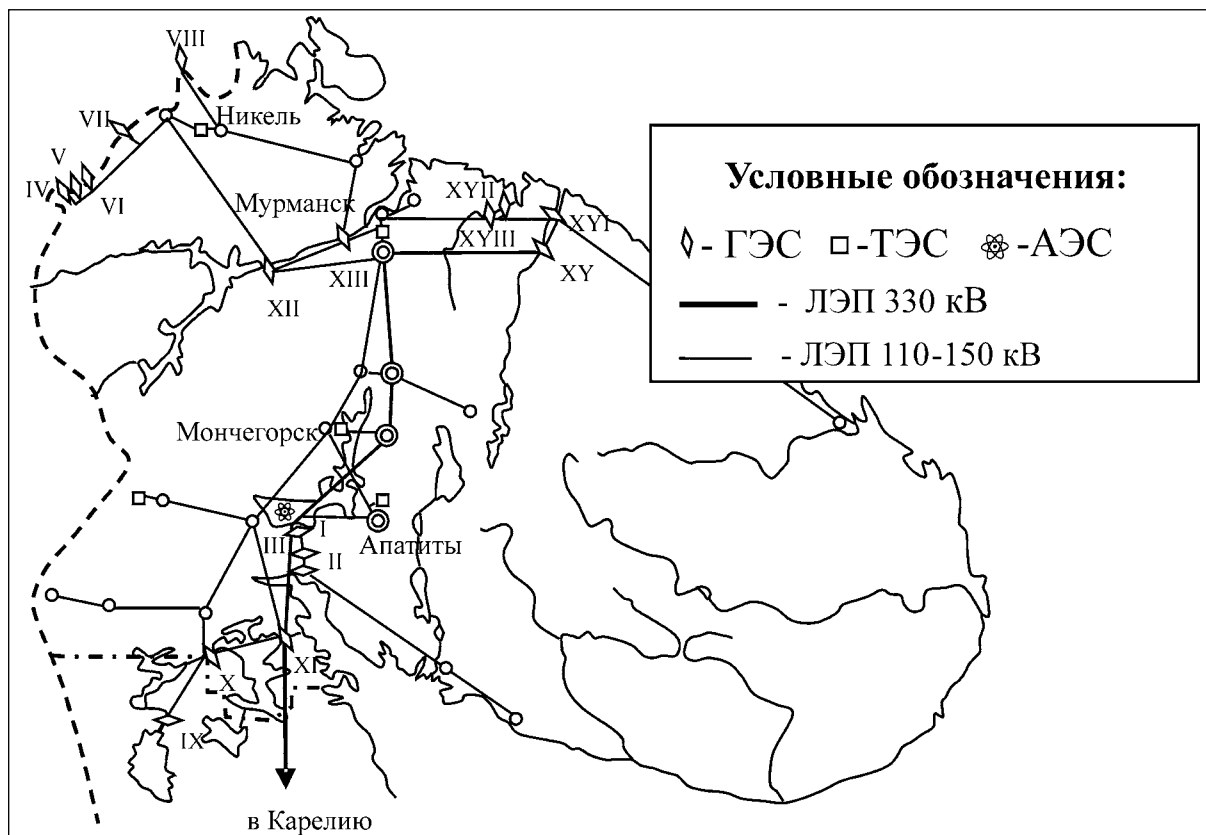 VIII
Никель
VII
V
IV
VI
Мурманск
XYII
XYI
XYIII
XIII
XY
XII
Мончегорск
I
III
Апатиты
II
XI
X
IX
в Карелию
Условные обозначения:
- ГЭС - ТЭС - АЭС
- ЛЭП 330 кВ
- ЛЭП 110-150 кВ